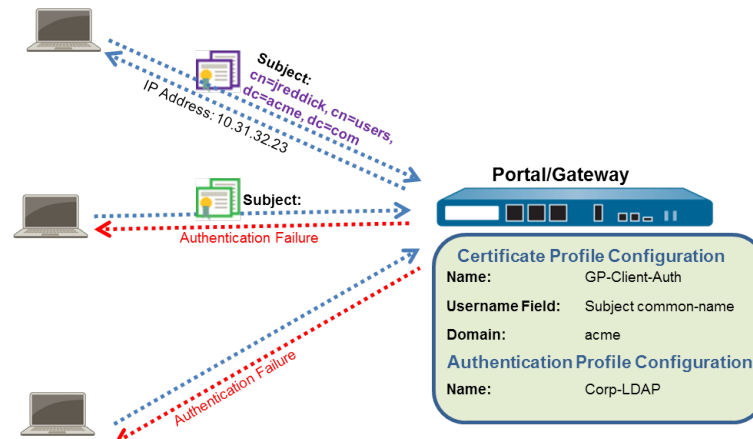 Subject:
cn=jreddick, cn=users,
dc=acme, dc=com
IP Address: 10.31.32.23
Portal/Gateway
Subject:
Authentication Failure
Certificate Profile Configuration
Name: GP-Client-Auth
Username Field: Subject common-name
Domain: acme
Authentication Profile Configuration
Name: Corp-LDAP
Authentication Failure